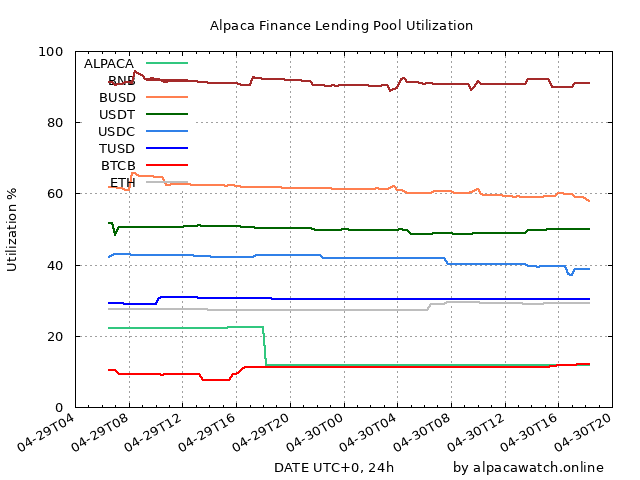 Alpaca Finance Lending Pool Utilization
100
80
60
40
20
0
Utilization %
ALPACA
BNB
BUSD
USDT
USDC
TUSD
BTCB
ETH
04-29T04
04-29T08
04-29T12
04-29T16
04-29T20
04-30T00
04-30T04
04-30T08
04-30T12
04-30T16
04-30T20
DATE UTC+0, 24h
by alpacawatch.online